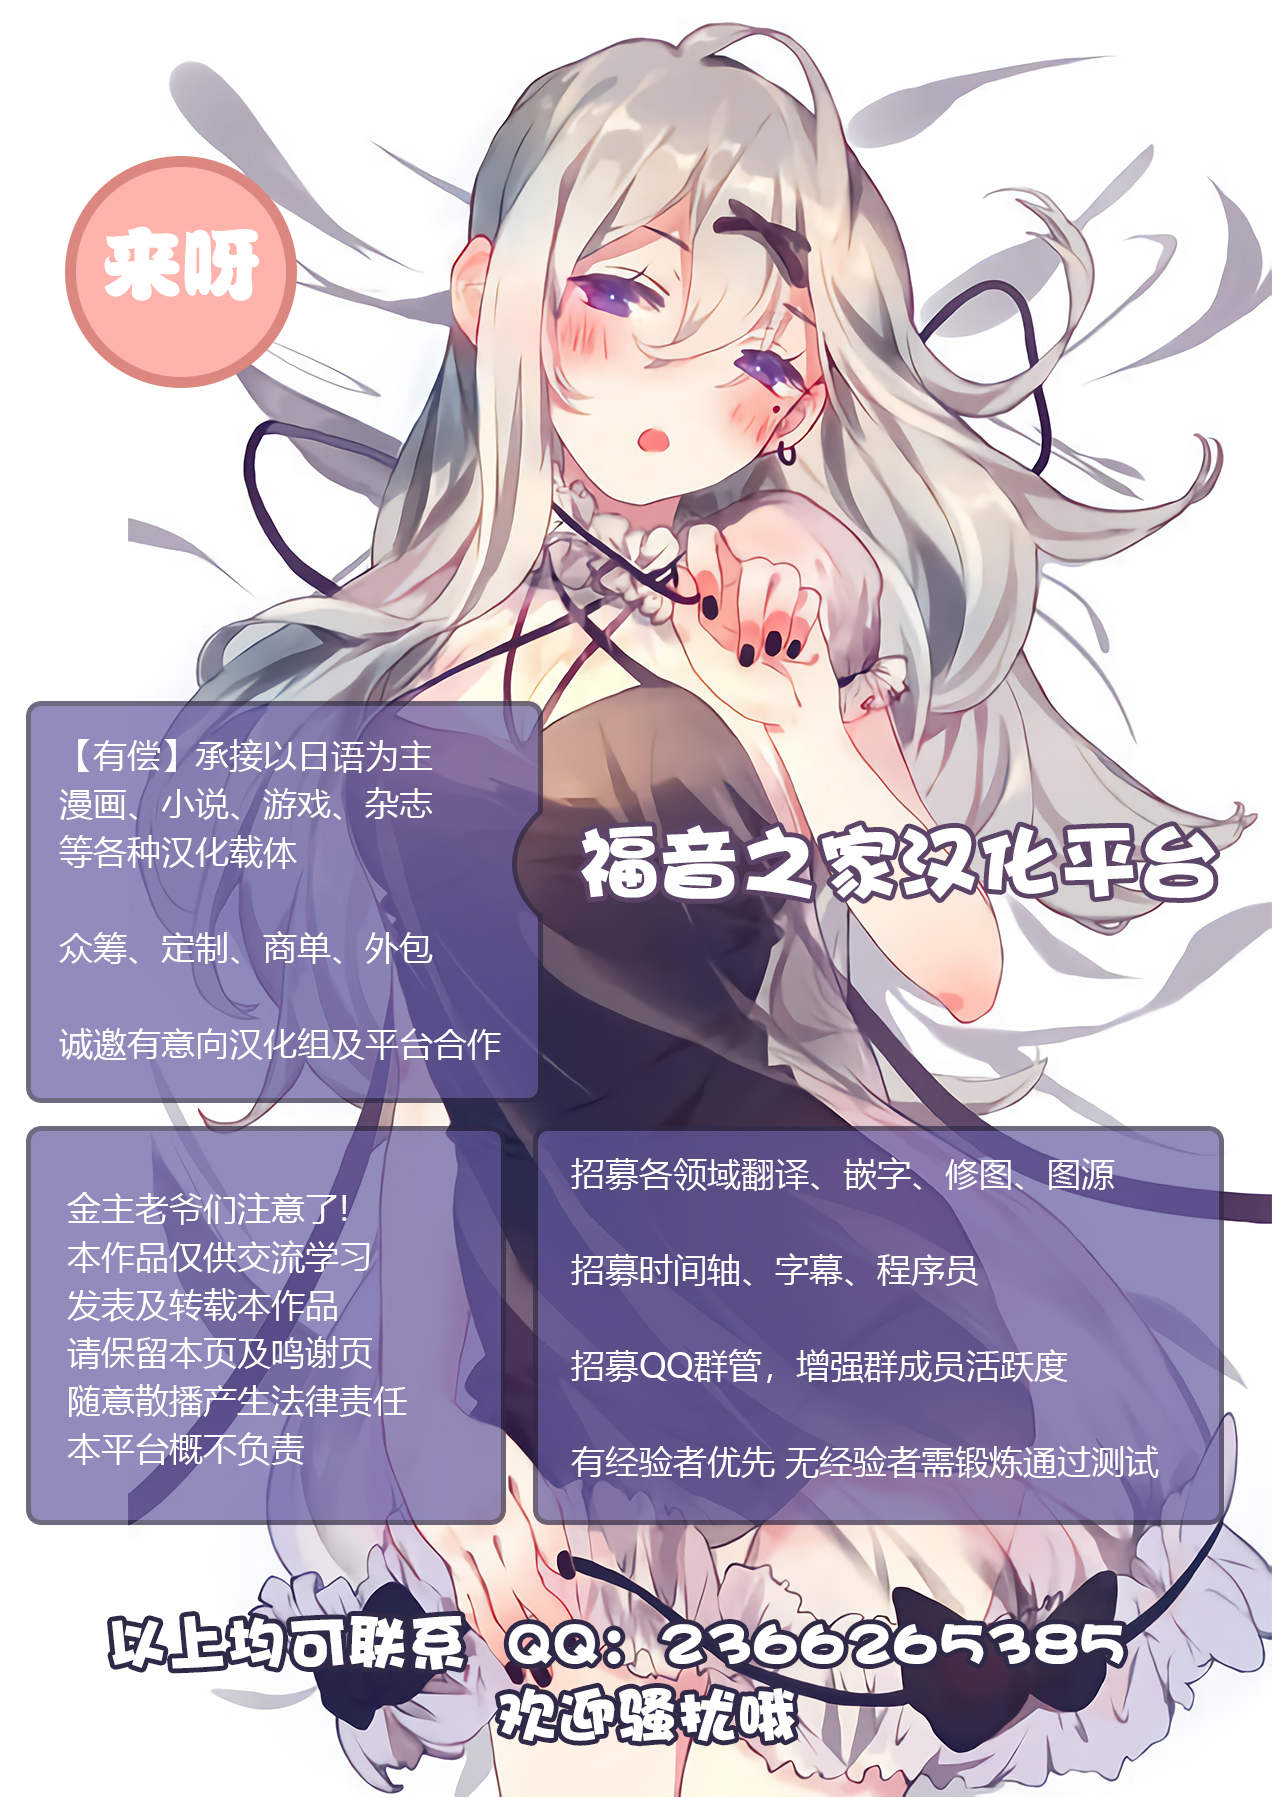 来呀
【有偿】承接以日语为主
漫画、小说、游戏、杂志
等各种汉化载体
众筹、定制、商单、外包
诚邀有意向汉化组及平台合作
福音之家汉化平台
金主老爷们注意了!
本作品仅供交流学习
发表及转载本作品
请保留本页及鸣谢页
随意散播产生法律责任
本平台概不负责
招募各领域翻译、嵌字、修图、图源
招募时间轴、字幕、程序员
招募QQ群管，增强群成员活跃度
有经验者优先 无经验者需锻炼通过测试
以上均可联系 QQ：2366265385
欢迎骚扰哦